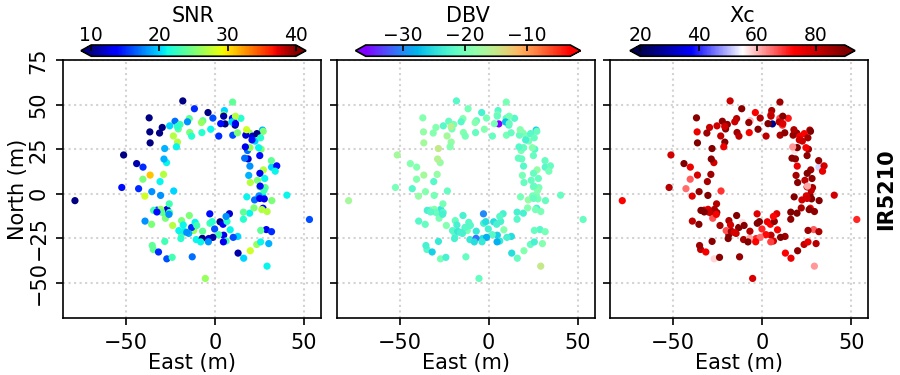 SNR
DBV
Xc
10 20 30 40
−30 −20 −10
20 40 60 80
75
50
25
0
−25
−50
North (m)
−50 0 50
−50 0 50
−50 0 50
East (m)
East (m)
East (m)
IR5210